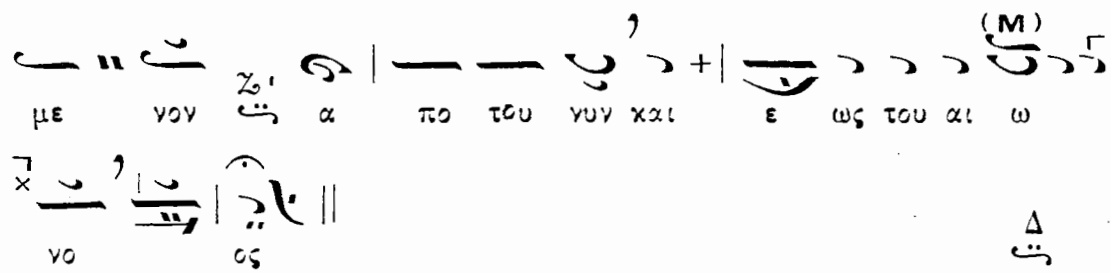 (Μ)
με νον Ζ' α πο του νυν και ε ως του αι ω
νο ος Δ